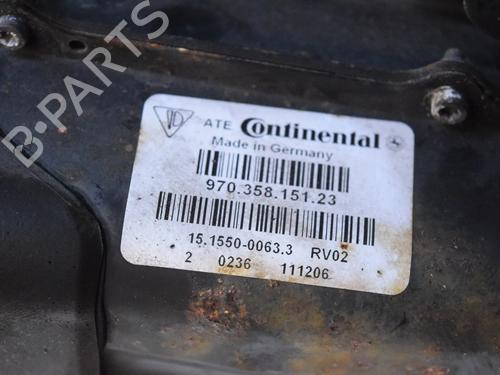 B-PARTS
ATE Continental
Made in Germany
970.358.151.23
15.1550-0063.3 RV02
2 0236 111206